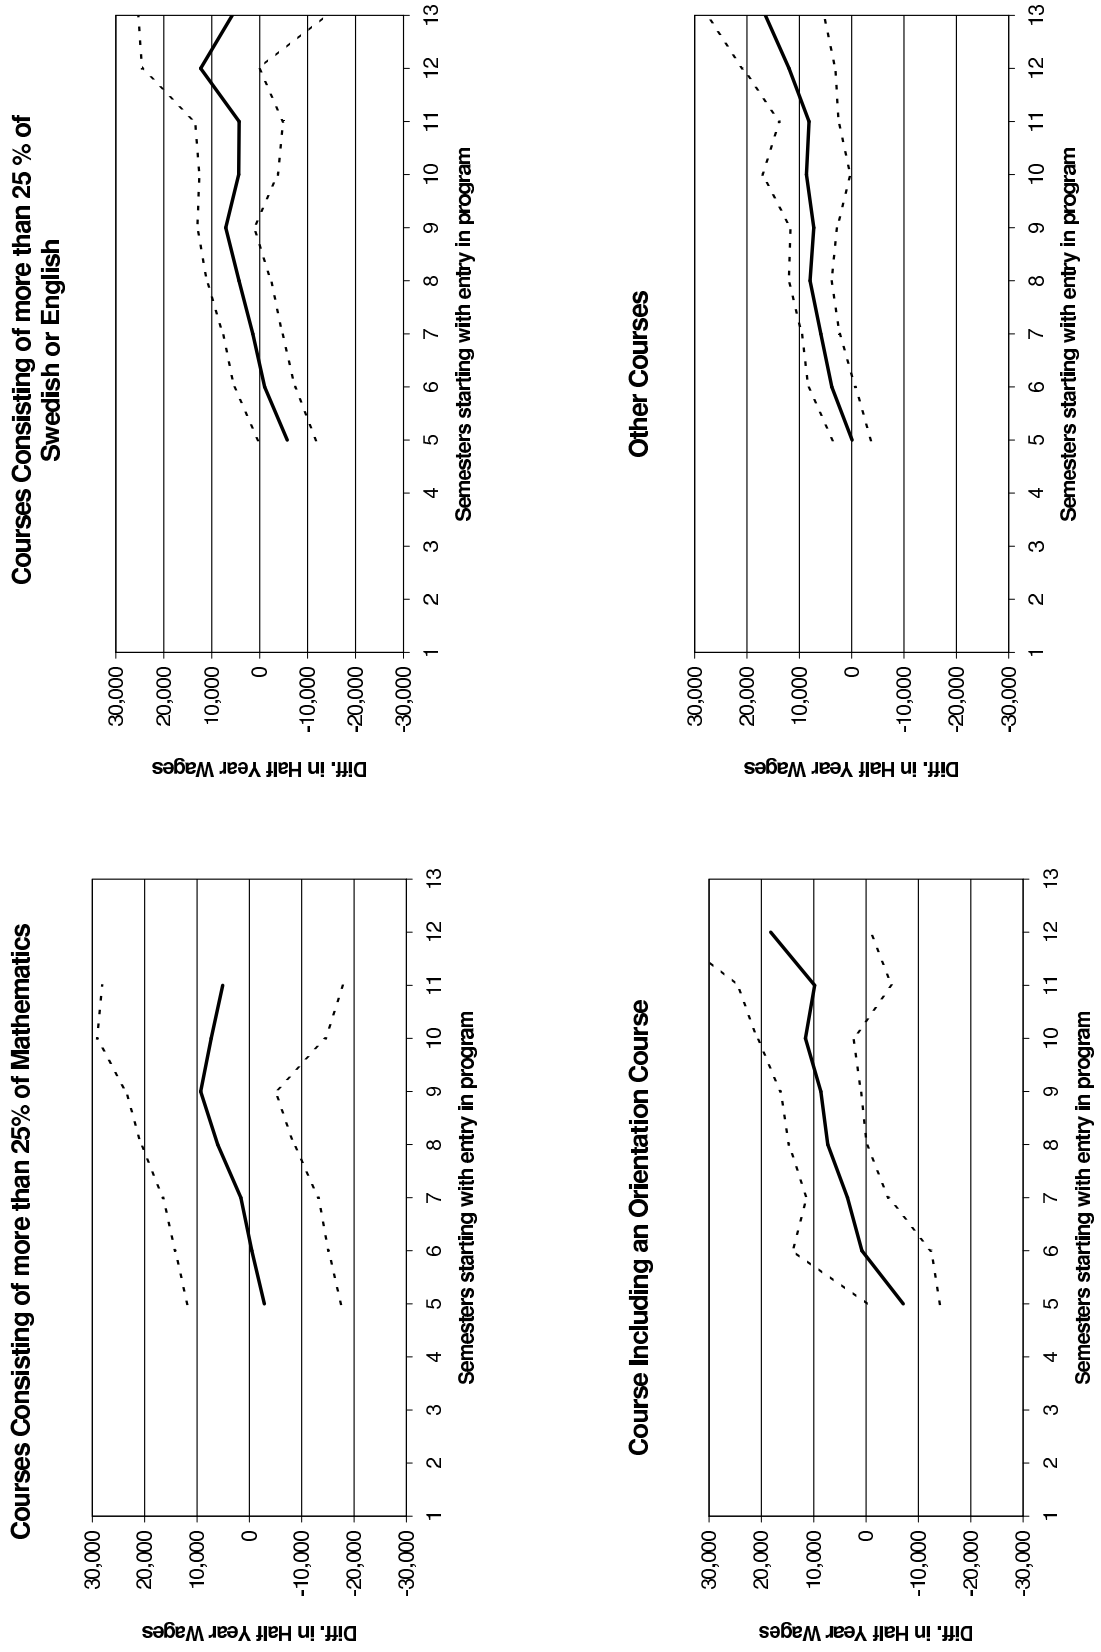 Courses Consisting of more than 25% of Mathematics
30,000
20,000
10,000
0
-10,000
-20,000
-30,000
1 2 3 4 5 6 7 8 9 10 11 12 13
Semesters starting with entry in program
Diff. in Half Year Wages
Courses Consisting of more than 25 % of
Swedish or English
30,000
20,000
10,000
0
-10,000
-20,000
-30,000
1 2 3 4 5 6 7 8 9 10 11 12 13
Semesters starting with entry in program
Diff. in Half Year Wages
Course Including an Orientation Course
30,000
20,000
10,000
0
-10,000
-20,000
-30,000
1 2 3 4 5 6 7 8 9 10 11 12 13
Semesters starting with entry in program
Diff. in Half Year Wages
Other Courses
30,000
20,000
10,000
0
-10,000
-20,000
-30,000
1 2 3 4 5 6 7 8 9 10 11 12 13
Semesters starting with entry in program
Diff. in Half Year Wages